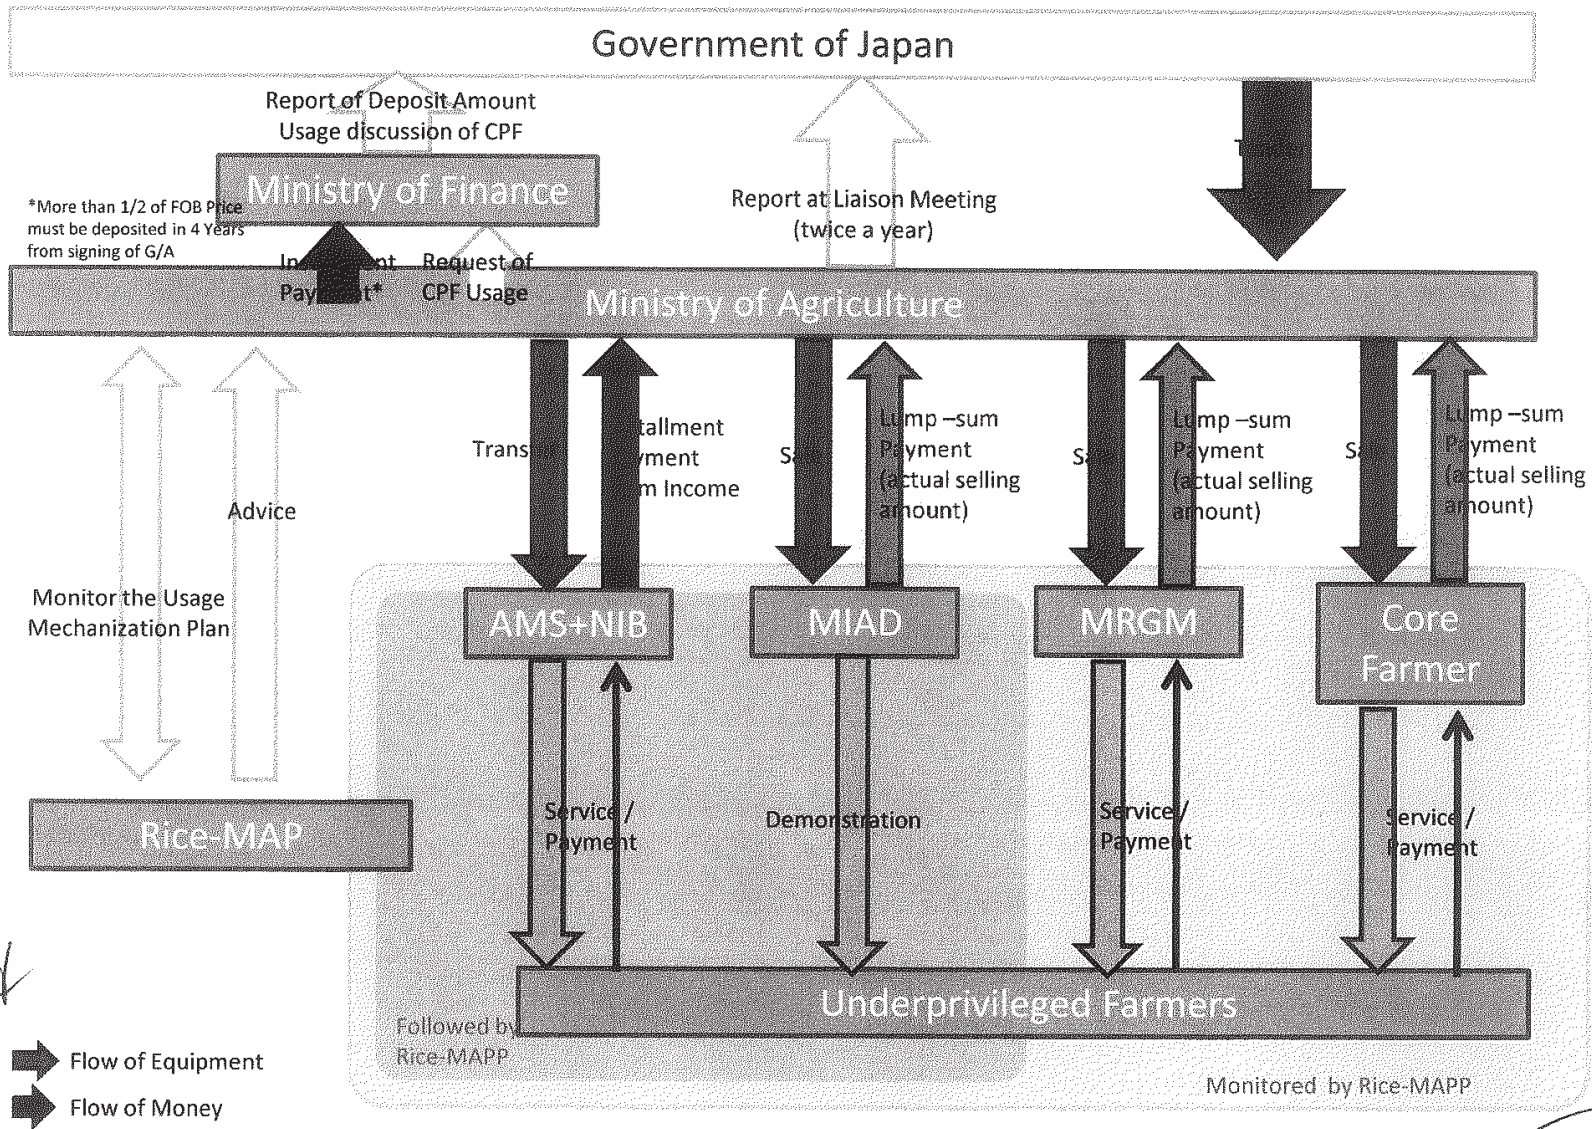 Government of Japan
Report of Deposit Amount
Usage discussion of CPF
Ministry of Finance
*More than 1/2 of FOB Price
must be deposited in 4 Years
from signing of G/A
Report at Liaison Meeting
(twice a year)
Request of
CPF Usage
Ministry of Agriculture
tallment
yment
m Income
Lump –sum
Payment
(actual selling
amount)
Lump –sum
Payment
(actual selling
amount)
Lump –sum
Payment
(actual selling
amount)
Advice
Monitor the Usage
Mechanization Plan
AMS+NIB
MIAD
MRGM
Core
Farmer
Rice-MAP
Service /
Payment
Demonstration
Service /
Payment
Service /
Payment
Underprivileged Farmers
Followed by
Rice-MAPP
Monitored by Rice-MAPP
Flow of Equipment
Flow of Money